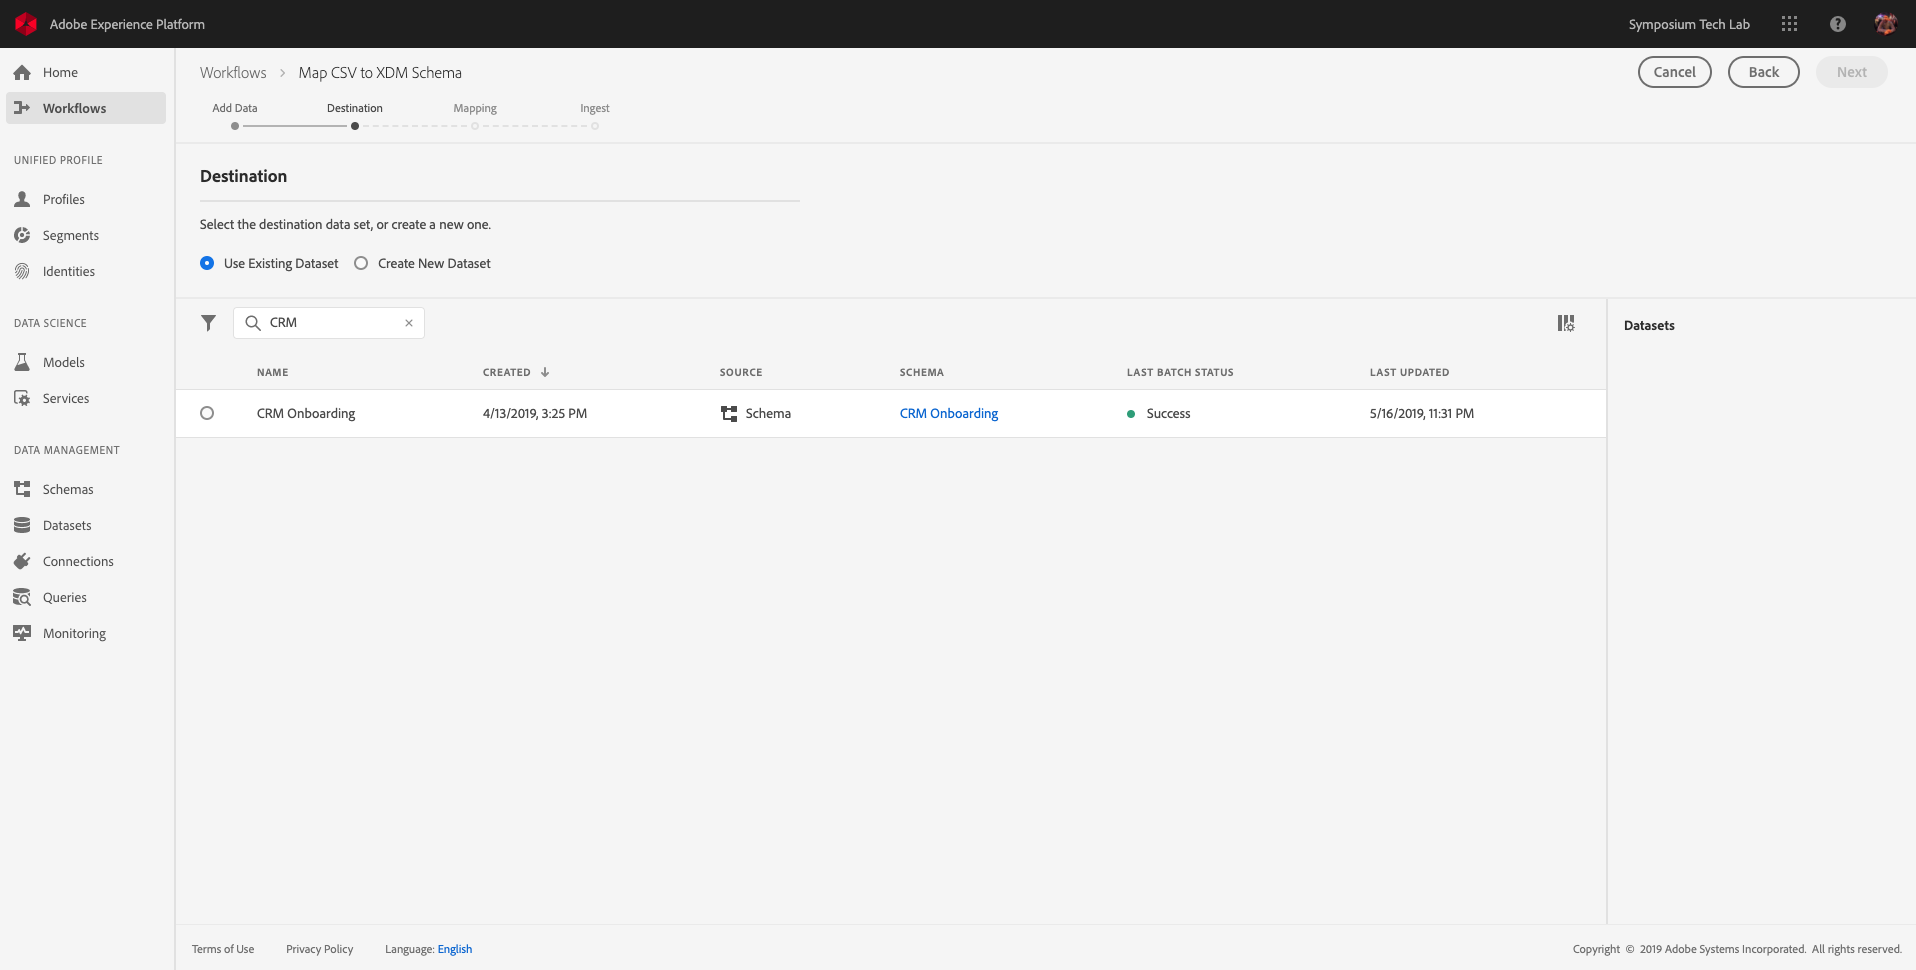 Adobe Experience Platform
Symposium Tech Lab
Home
Workflows
UNIFIED PROFILE
Profiles
Segments
Identities
DATA SCIENCE
Models
Services
DATA MANAGEMENT
Schemas
Datasets
Connections
Queries
Monitoring
Workflows > Map CSV to XDM Schema
Cancel Back Next
Add Data Destination Mapping Ingest
Destination
Select the destination data set, or create a new one.
Use Existing Dataset Create New Dataset
CRM
NAME CREATED SOURCE SCHEMA LAST BATCH STATUS LAST UPDATED
CRM Onboarding 4/13/2019, 3:25 PM Schema CRM Onboarding Success 5/16/2019, 11:31 PM
Datasets
Terms of Use Privacy Policy Language: English
Copyright © 2019 Adobe Systems Incorporated. All rights reserved.